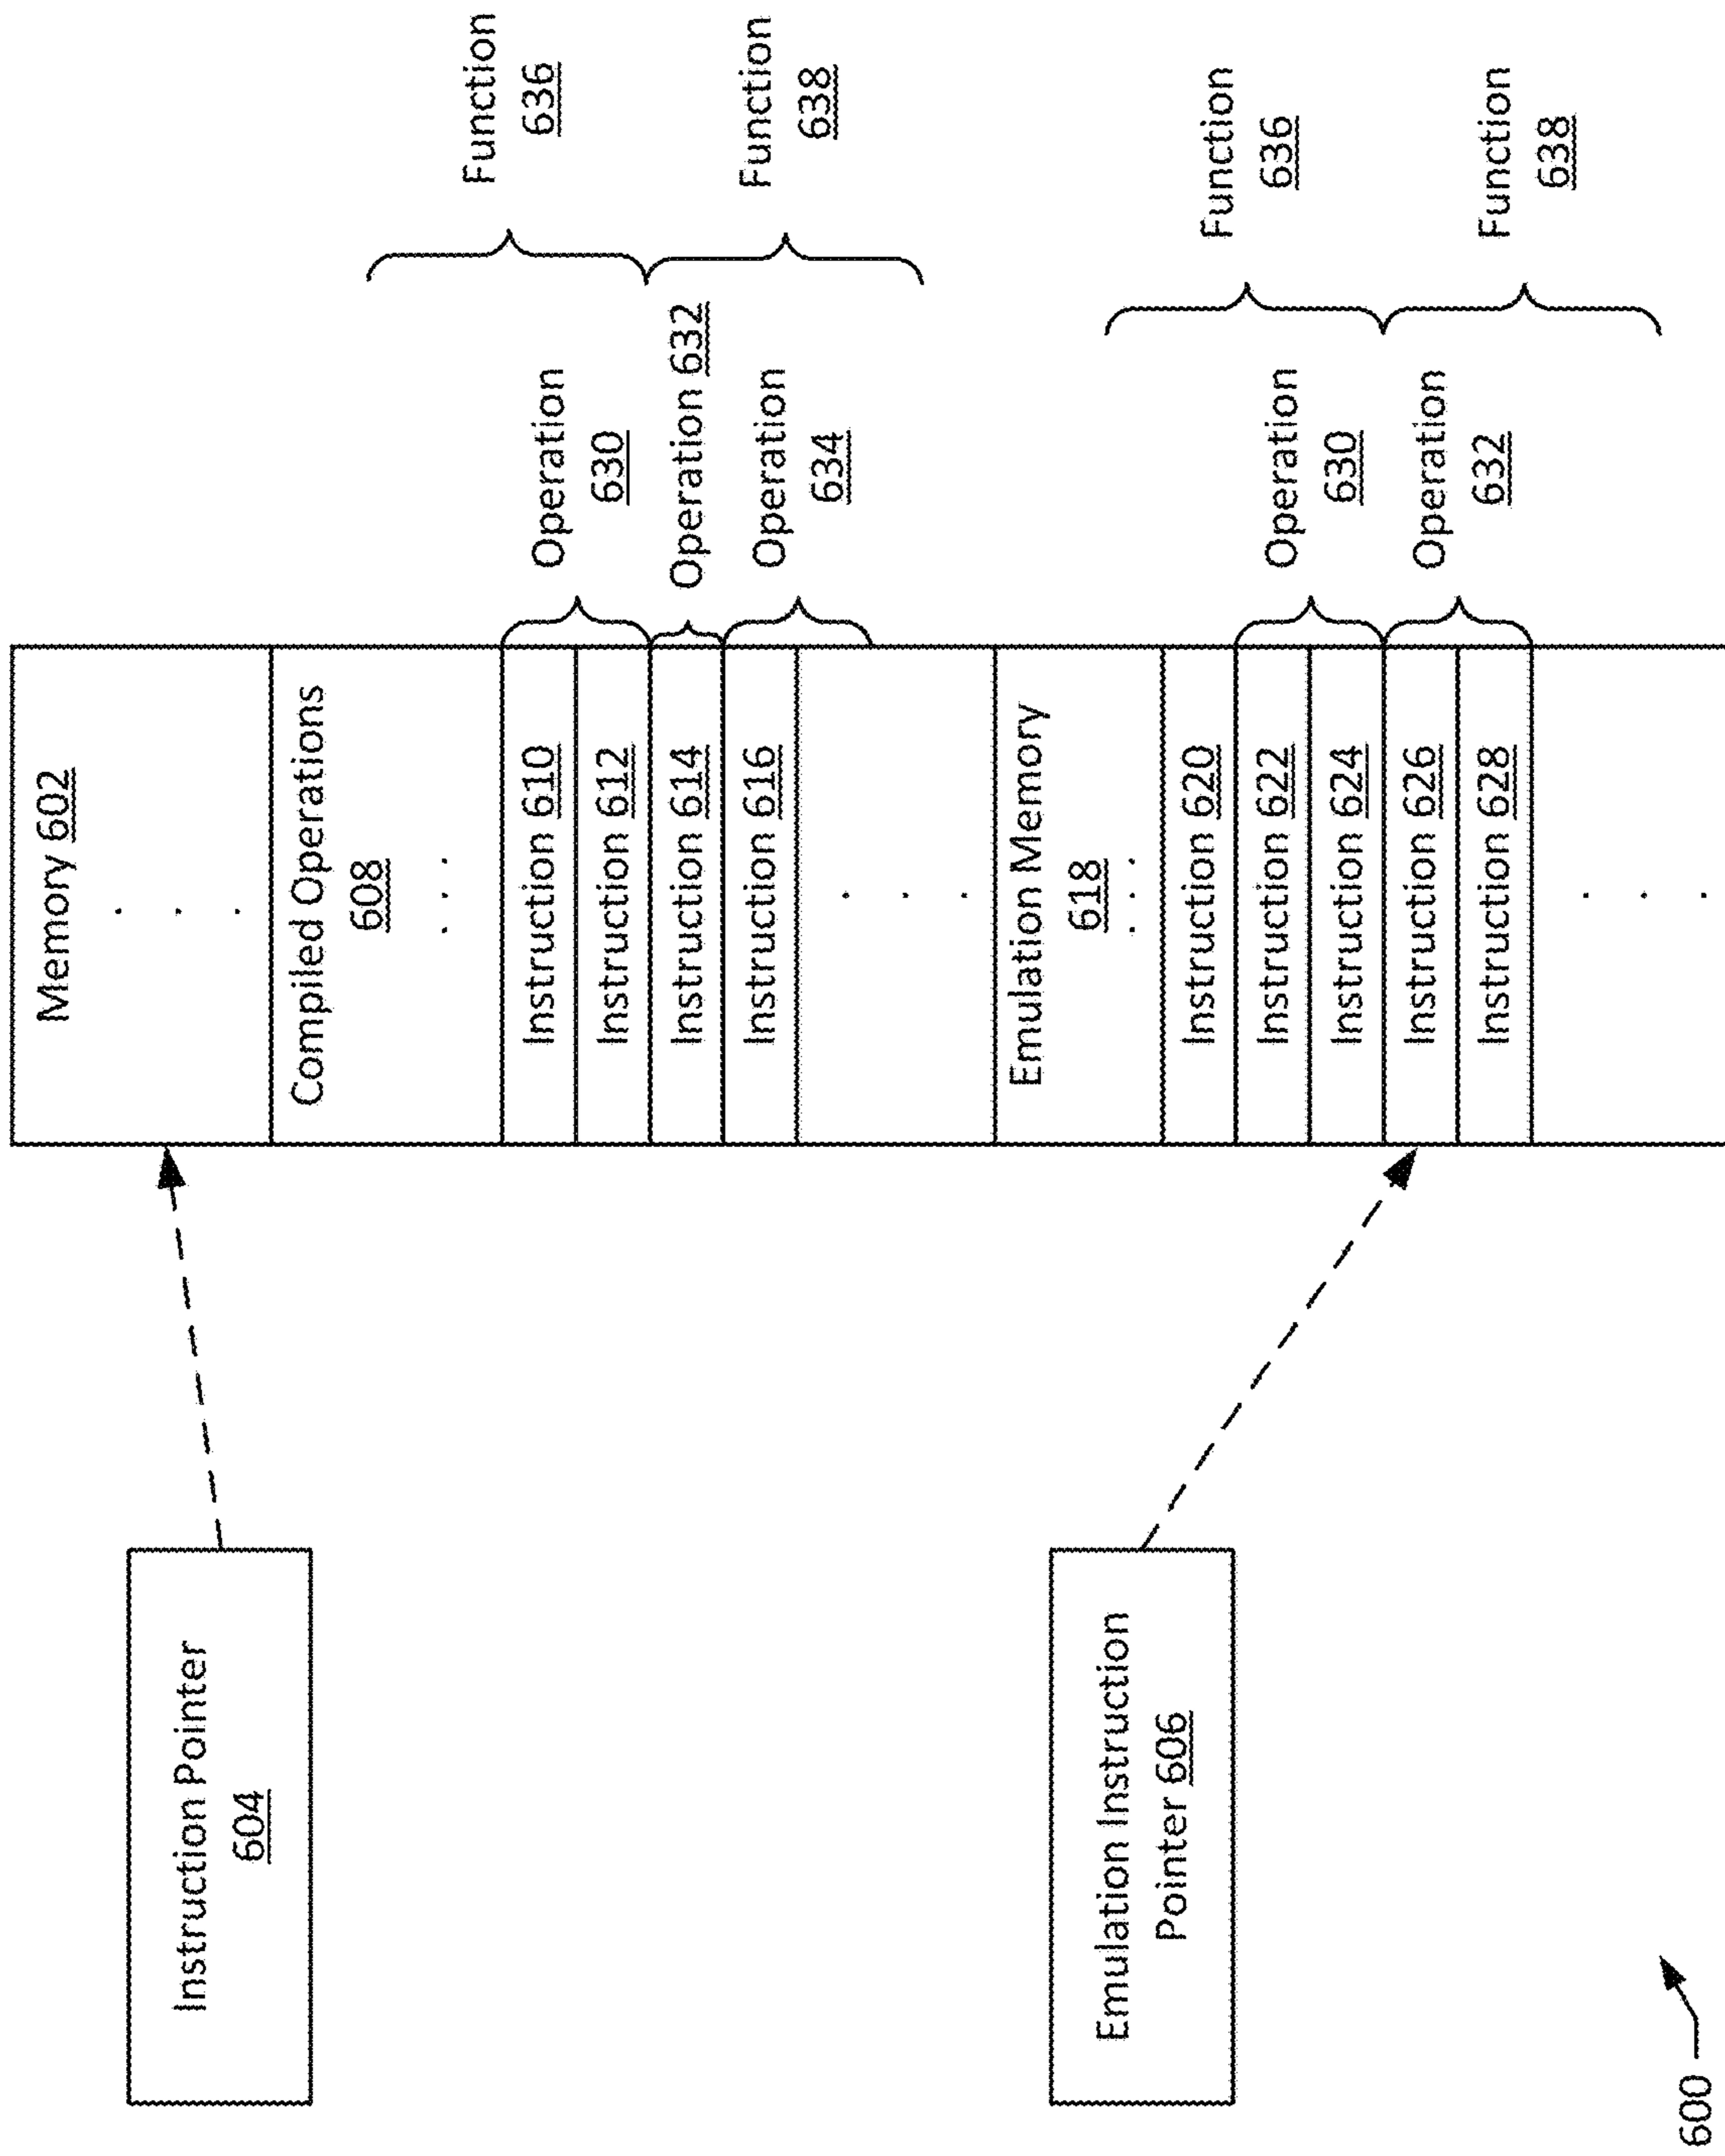 Memory 602
.
.
.
Instruction Pointer
604
Compiled Operations
608
. . .
Instruction 610
Instruction 612
Instruction 614
Instruction 616
.
.
.
Operation
630
Operation 632
Operation
634
Function
636
Function
638
Emulation Instruction
Pointer 606
Emulation Memory
618
. . .
Instruction 620
Instruction 622
Instruction 624
Instruction 626
Instruction 628
.
.
.
Operation
630
Operation
632
Function
636
Function
638
600